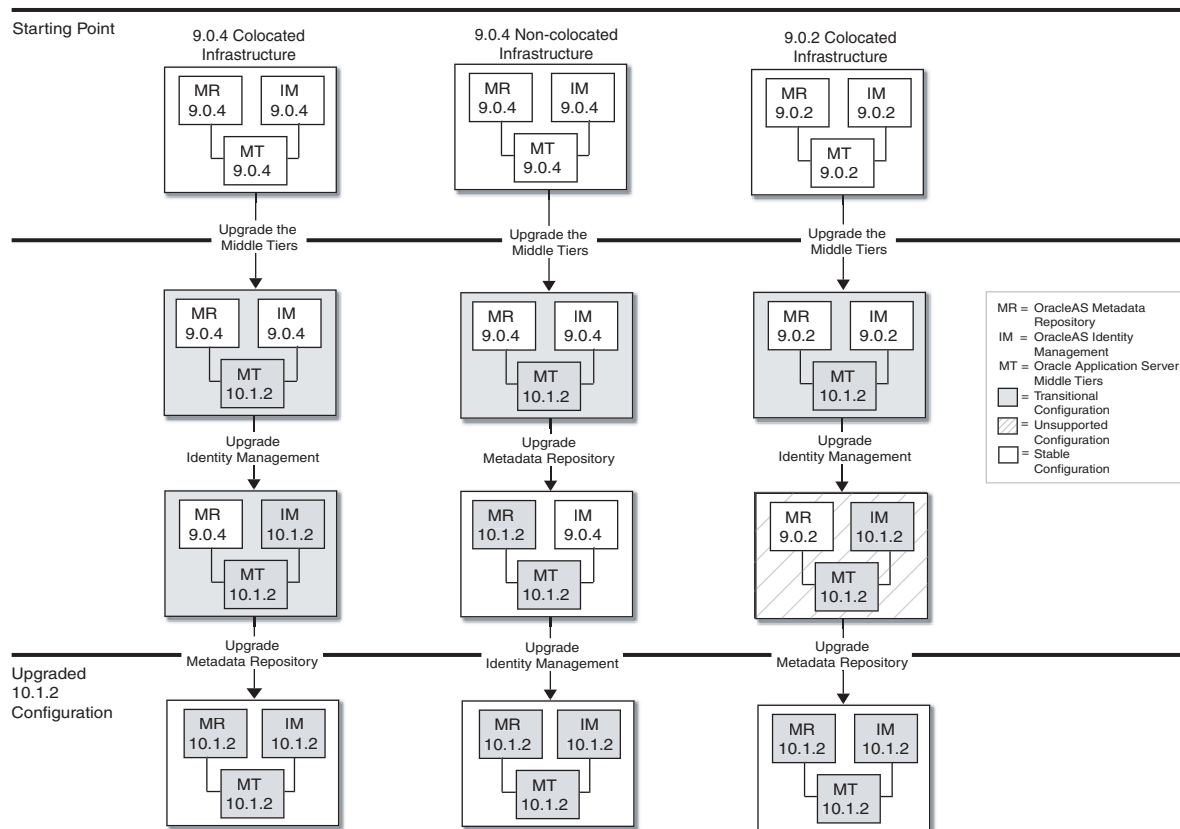 Starting Point
9.0.4 Colocated
Infrastructure
MR
9.0.4
IM
9.0.4
MT
9.0.4
9.0.4 Non-colocated
Infrastructure
MR
9.0.4
IM
9.0.4
MT
9.0.4
9.0.2 Colocated
Infrastructure
MR
9.0.2
IM
9.0.2
MT
9.0.2
Upgrade the
Middle Tiers
Upgrade the
Middle Tiers
Upgrade the
Middle Tiers
MR
9.0.4
IM
9.0.4
MT
10.1.2
MR
9.0.4
IM
9.0.4
MT
10.1.2
MR
9.0.2
IM
9.0.2
MT
10.1.2
MR = OracleAS Metadata
Repository
IM = OracleAS Identity
Management
MT = Oracle Application Server
Middle Tiers
= Transitional
Configuration
= Unsupported
Configuration
= Stable
Configuration
Upgrade
Identity Management
Upgrade
Metadata Repository
Upgrade
Identity Management
MR
9.0.4
IM
10.1.2
MT
10.1.2
MR
10.1.2
IM
9.0.4
MT
10.1.2
MR
9.0.2
IM
10.1.2
MT
10.1.2
Upgrade
Metadata Repository
Upgrade
Identity Management
Upgrade
Metadata Repository
Upgraded
10.1.2
Configuration
MR
10.1.2
IM
10.1.2
MT
10.1.2
MR
10.1.2
IM
10.1.2
MT
10.1.2
MR
10.1.2
IM
10.1.2
MT
10.1.2